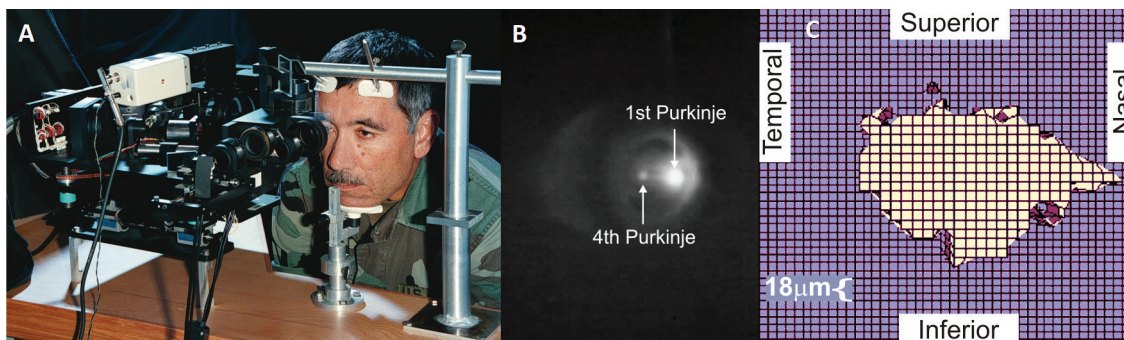 A
B
1st Purkinje
4th Purkinje
C
Superior
Temporal
Nasal
18μm
Inferior